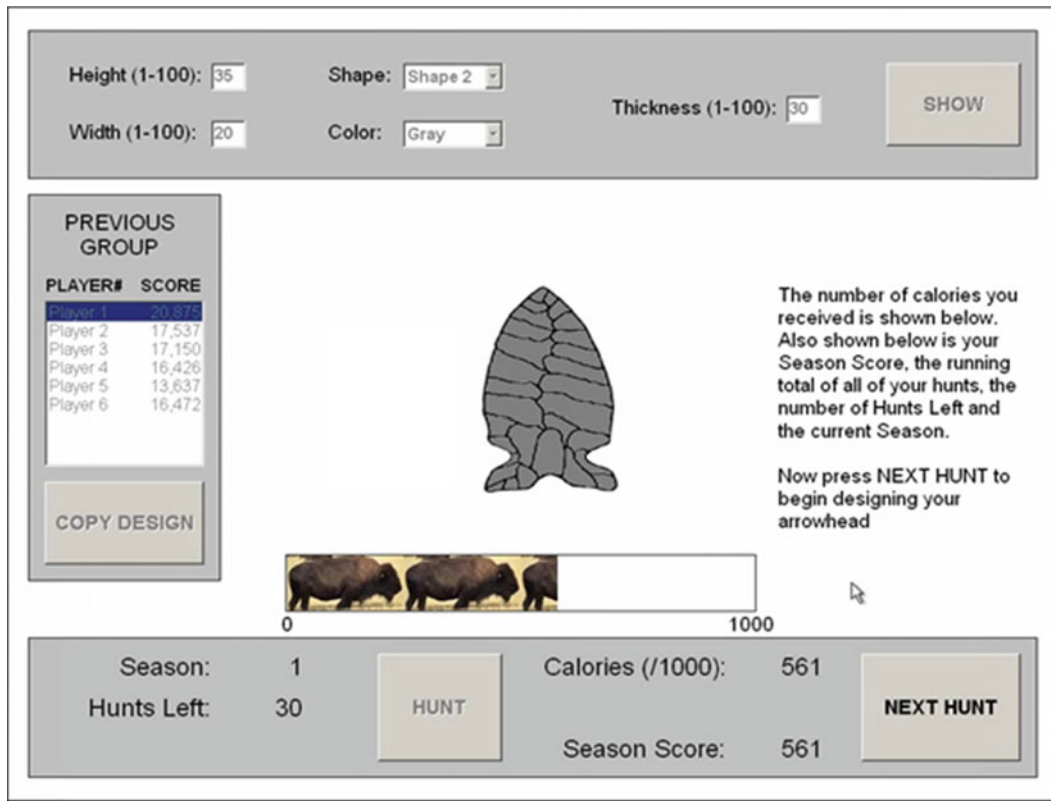 Height (1-100): 35
Shape: Shape 2
Thickness (1-100): 30
SHOW
Width (1-100): 20
Color: Gray
PREVIOUS
GROUP
PLAYER# SCORE
Player 1 20,875
Player 2 17,537
Player 3 17,150
Player 4 16,426
Player 5 13,637
Player 6 16,472
COPY DESIGN
The number of calories you
received is shown below.
Also shown below is your
Season Score, the running
total of all of your hunts, the
number of Hunts Left and
the current Season.
Now press NEXT HUNT to
begin designing your
arrowhead
0 1000
Season: 1
Hunts Left: 30
HUNT
Calories (/1000): 561
Season Score: 561
NEXT HUNT